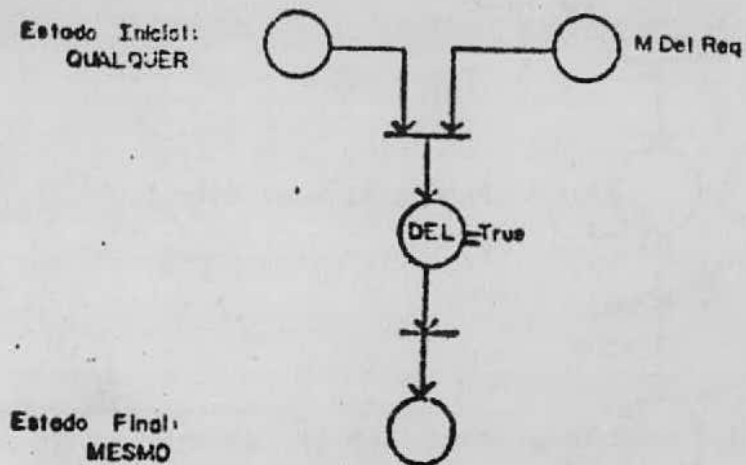 Estado Inicial:
QUALQUER
M Del Req
DEL = True
Estado Final:
MESMO